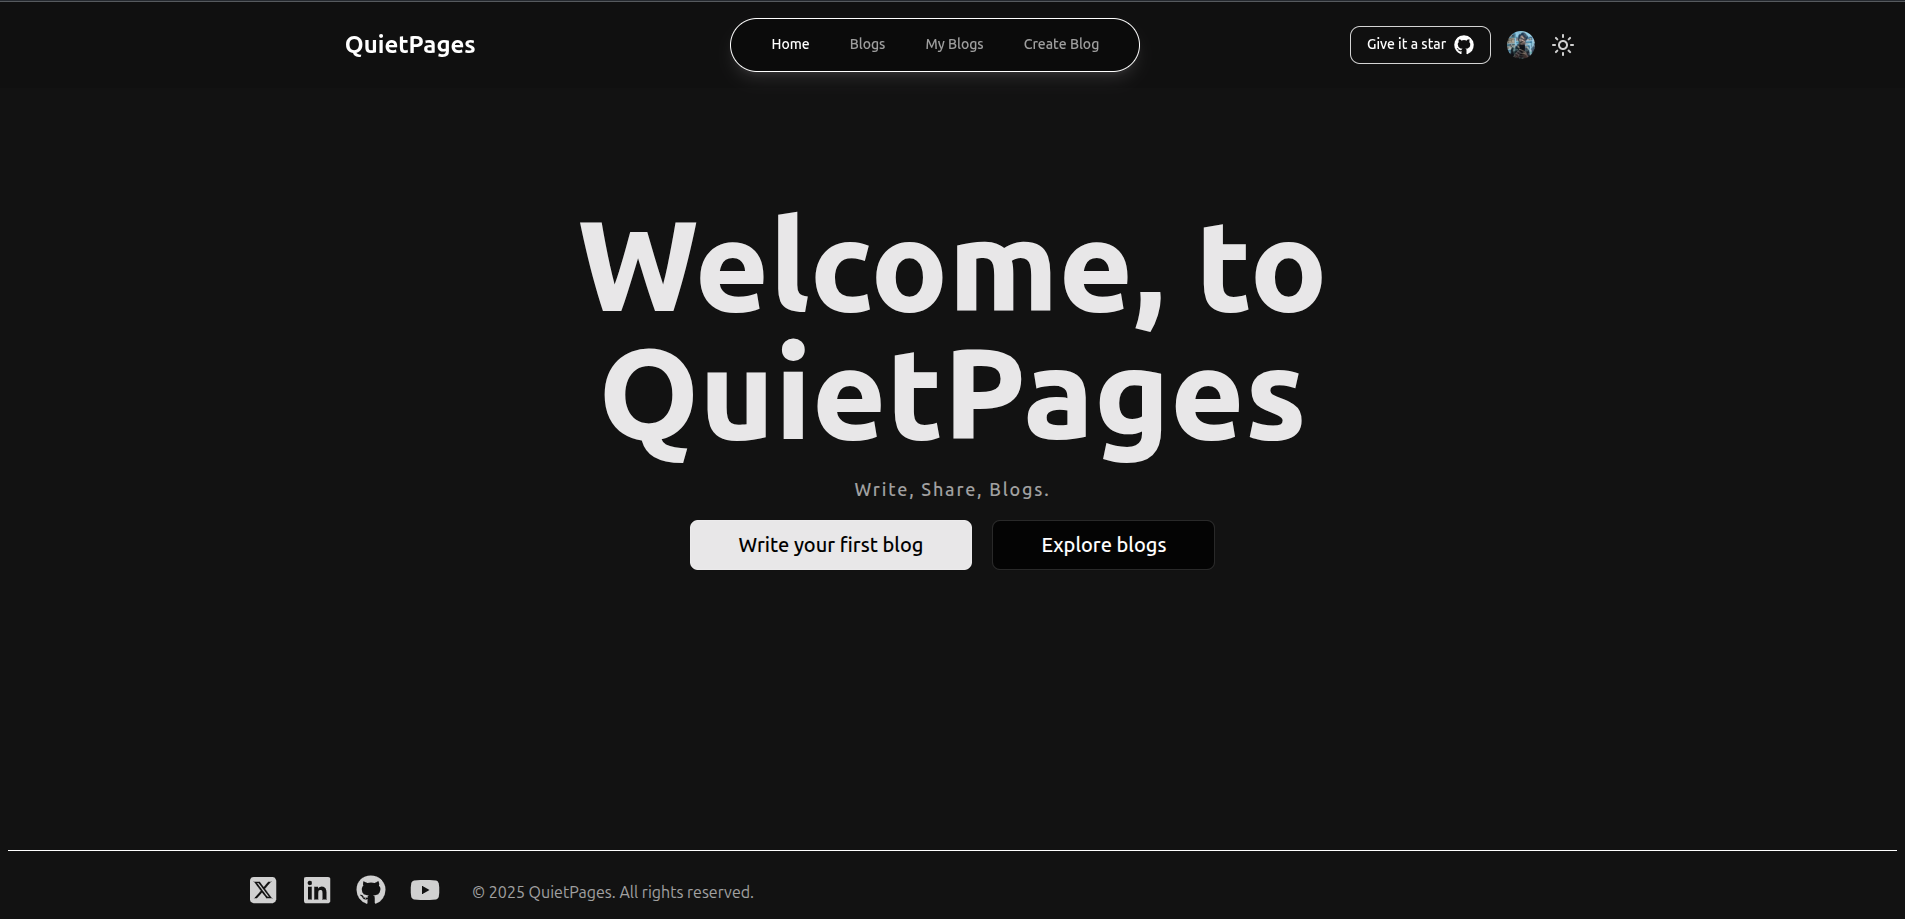 QuietPages
Home Blogs My Blogs Create Blog
Give it a star
Welcome, to
QuietPages
Write, Share, Blogs.
Write your first blog
Explore blogs
© 2025 QuietPages. All rights reserved.